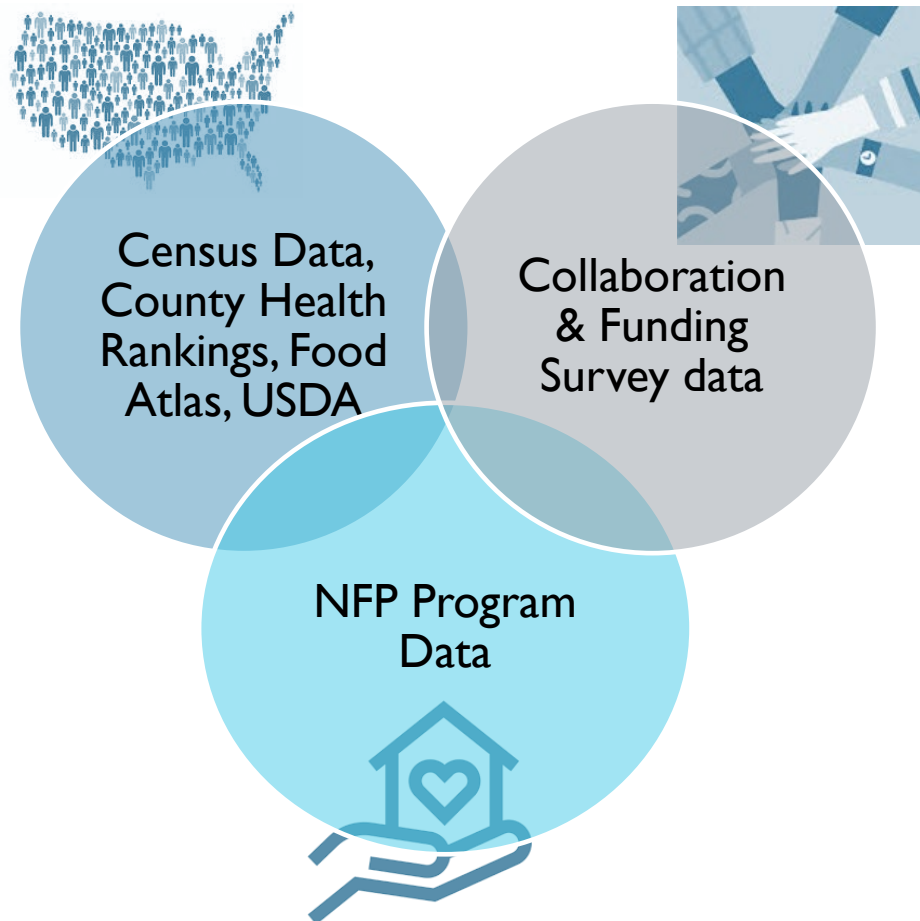 Census Data,
County Health
Rankings, Food
Atlas, USDA
Collaboration
& Funding
Survey data
NFP Program
Data